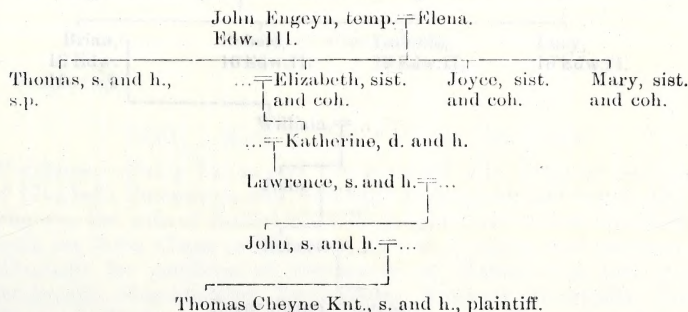 John Engeyn, temp.=Elena.
Edw. III.
Thomas, s. and h., ...=Elizabeth, sist. Joyce, sist. Mary, sist.
s.p. and coh. and coh. and coh.
...=Katherine, d. and h.
Lawrence, s. and h.=...
John, s. and h.=...
Thomas Cheyne Knt., s. and h., plaintiff.